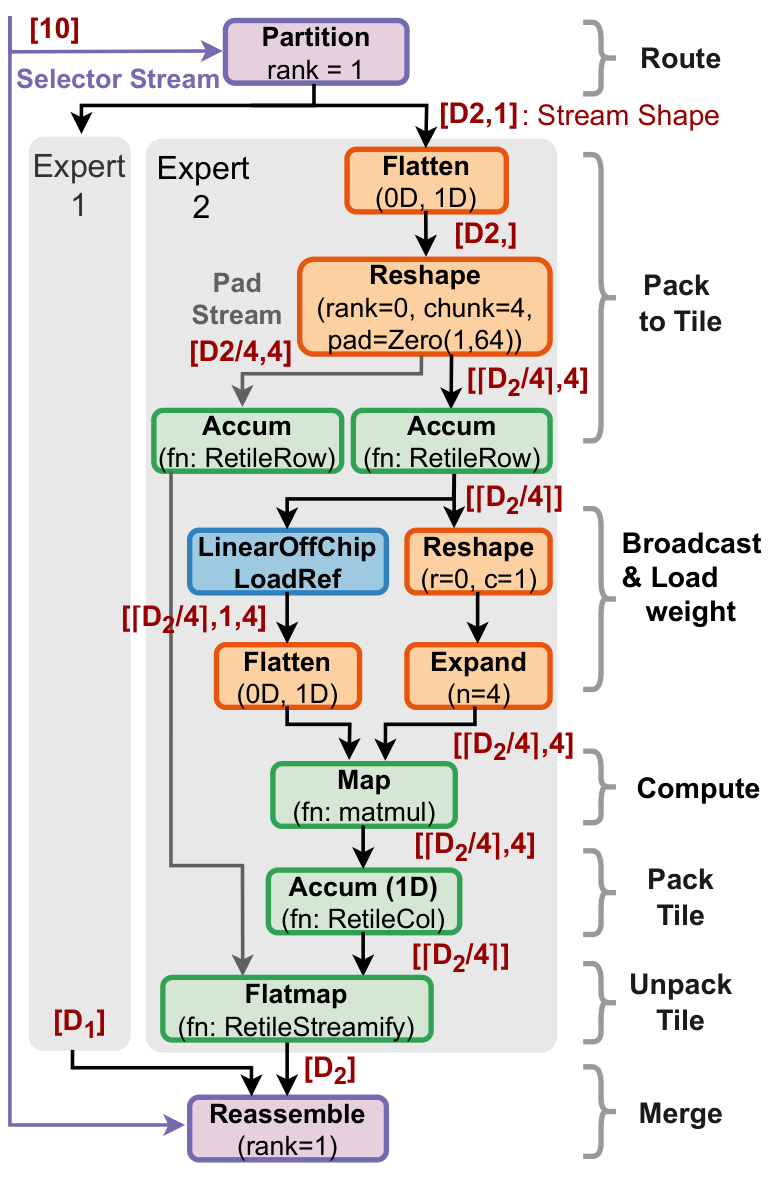 [10]
Selector Stream
Partition
rank = 1
Route
[D2,1]: Stream Shape
Expert
1
Expert
2
Flatten
(0D, 1D)
[D2,]
Reshape
(rank=0, chunk=4,
pad=Zero(1,64))
Pad
Stream
[D2/4,4]
[⌈D₂/4⌉,4]
Pack
to Tile
Accum
(fn: RetileRow)
Accum
(fn: RetileRow)
[⌈D₂/4⌉]
LinearOffChip
LoadRef
Reshape
(r=0, c=1)
[⌈D₂/4⌉,1,4]
Flatten
(0D, 1D)
Expand
(n=4)
Broadcast
& Load
weight
[⌈D₂/4⌉,4]
Map
(fn: matmul)
Compute
[⌈D₂/4⌉,4]
Accum (1D)
(fn: RetileCol)
Pack
Tile
[⌈D₂/4⌉]
Flatmap
(fn: RetileStreamify)
Unpack
Tile
[D₁]
[D₂]
Reassemble
(rank=1)
Merge